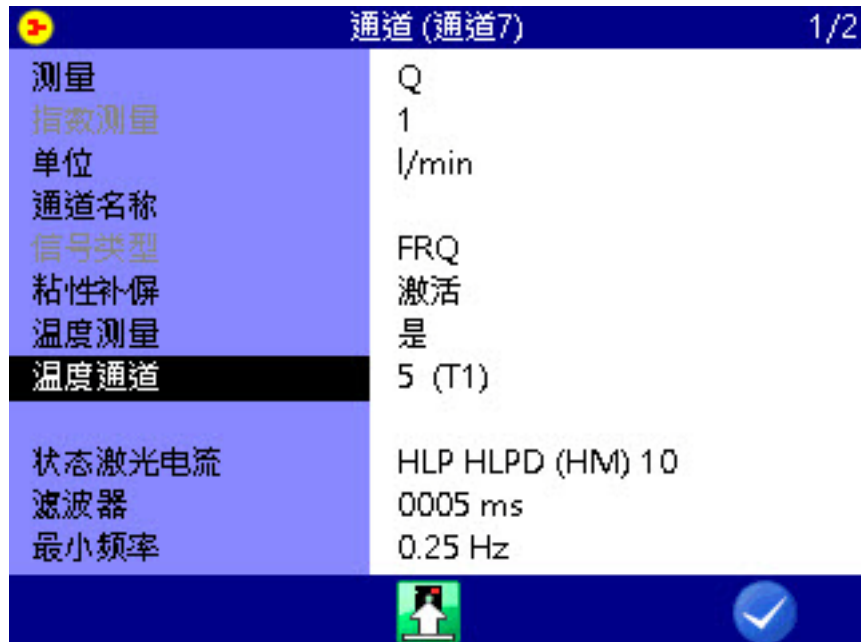 通道 (通道7) 1/2
测量 Q
指数测量 1
单位 l/min
通道名称
信号类型 FRQ
粘性补偋 激活
温度测量 是
温度通道 5 (T1)
状态激光电流 HLP HLPD (HM) 10
滤波器 0005 ms
最小频率 0.25 Hz